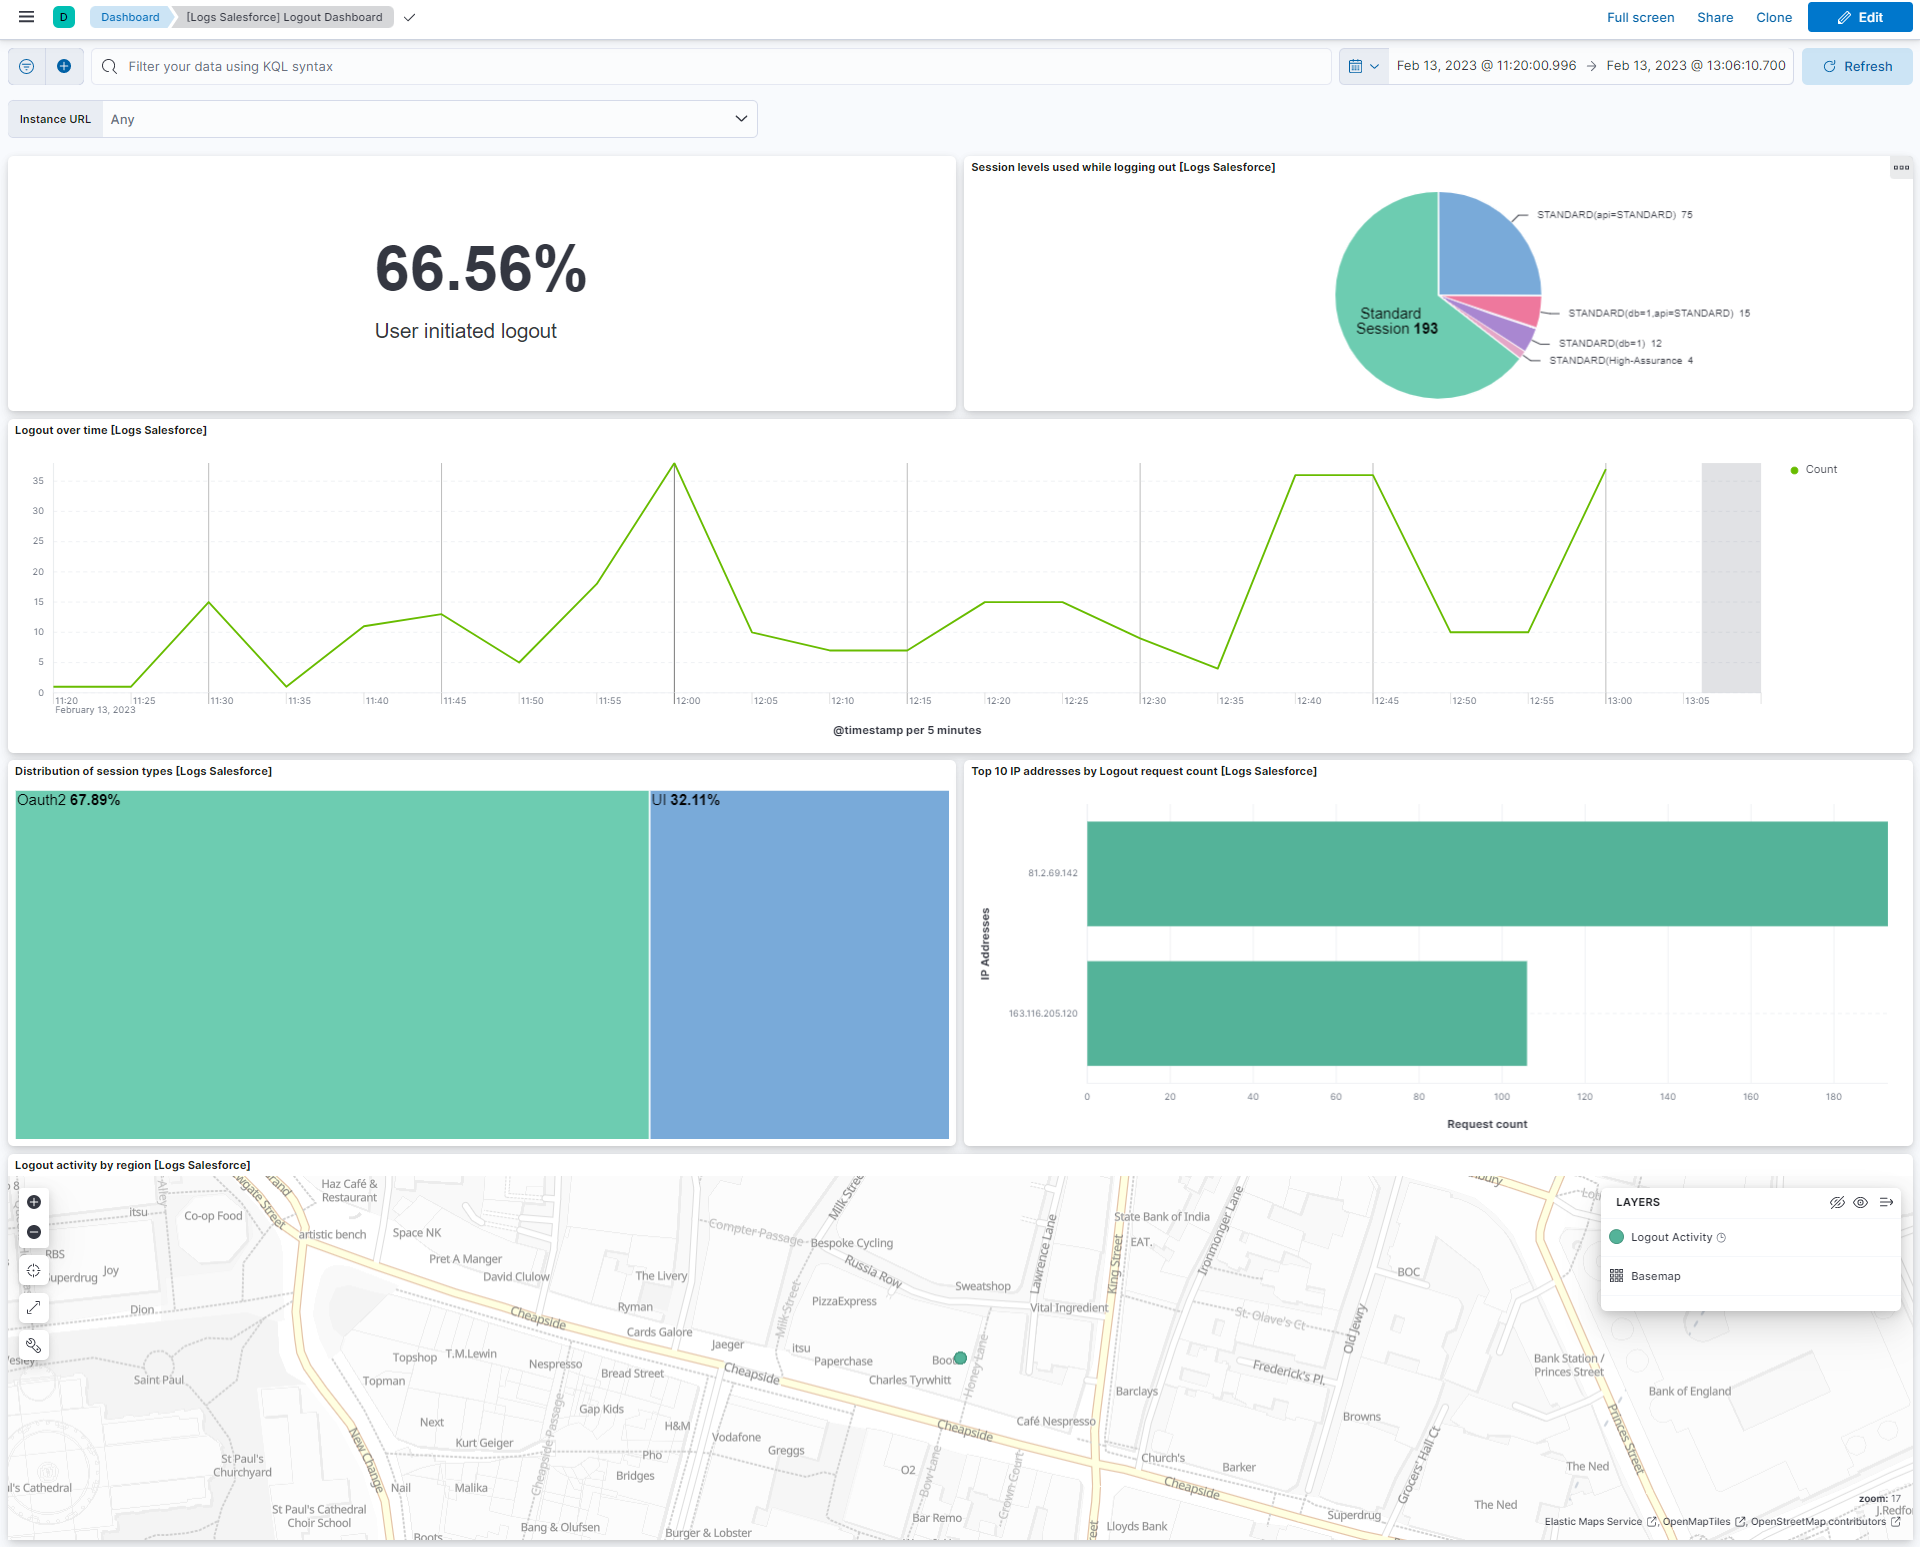 D Dashboard [Logs Salesforce] Logout Dashboard Full screen Share Clone Edit
Filter your data using KQL syntax Feb 13, 2023 @ 11:20:00.996 → Feb 13, 2023 @ 13:06:10.700 Refresh
Instance URL Any
66.56%
User initiated logout
Session levels used while logging out [Logs Salesforce]
STANDARD(api=STANDARD) 75
STANDARD(db=1,api=STANDARD) 15
STANDARD(db=1) 12
STANDARD(High-Assurance 4
Standard
Session 193
Logout over time [Logs Salesforce]
Count
35
30
25
20
15
10
5
0
11:20 11:25 11:30 11:35 11:40 11:45 11:50 11:55 12:00 12:05 12:10 12:15 12:20 12:25 12:30 12:35 12:40 12:45 12:50 12:55 13:00 13:05
February 13, 2023
@timestamp per 5 minutes
Distribution of session types [Logs Salesforce]
Oauth2 67.89% UI 32.11%
Top 10 IP addresses by Logout request count [Logs Salesforce]
IP Addresses
81.2.69.142
163.116.205.120
0 20 40 60 80 100 120 140 160 180
Request count
Logout activity by region [Logs Salesforce]
LAYERS
Logout Activity
Basemap
Haz Café &
Restaurant
itsu
Co-op Food
artistic bench
Space NK
Pret A Manger
David Clulow
The Livery
Compter Passage
Milk Street
Bespoke Cycling
Russia Row
Sweatshop
PizzaExpress
Lawrence Lane
King Street
State Bank of India
EAT.
Ironmonger Lane
Vital Ingredient
BOC
St. Olave's Ct
Old Jewry
Frederick's Pl.
RBS
Superdrug
Joy
Dion
Saint Paul
Ryman
Cheapside
Cards Galore
Jaeger
itsu
Milk Street
Paperchase
Charles Tyrwhitt
Honey Lane
Topshop
T.M.Lewin
Topman
Nespresso
Bread Street
Cheapside
Gap Kids
Next
Kurt Geiger
Cheapside Passage
H&M
Pho
Bridges
Vodafone
Greggs
Cheapside
Café Nespresso
Barclays
Browns
Bank Station /
Princes Street
Bank of England
Princes Street
New Change
St Paul's
Churchyard
St Paul's Cathedral
Choir School
Nail
Malika
Boots
Bang & Olufsen
Burger & Lobster
O2
Bow Lane
Bar Remo
Crown Court
Church's
Barker
Cheapside
Grocers' Hall Ct
Superdrug
Lloyds Bank
The Ned
The Ned
zoom: 17
Elastic Maps Service , OpenMapTiles , OpenStreetMap contributors